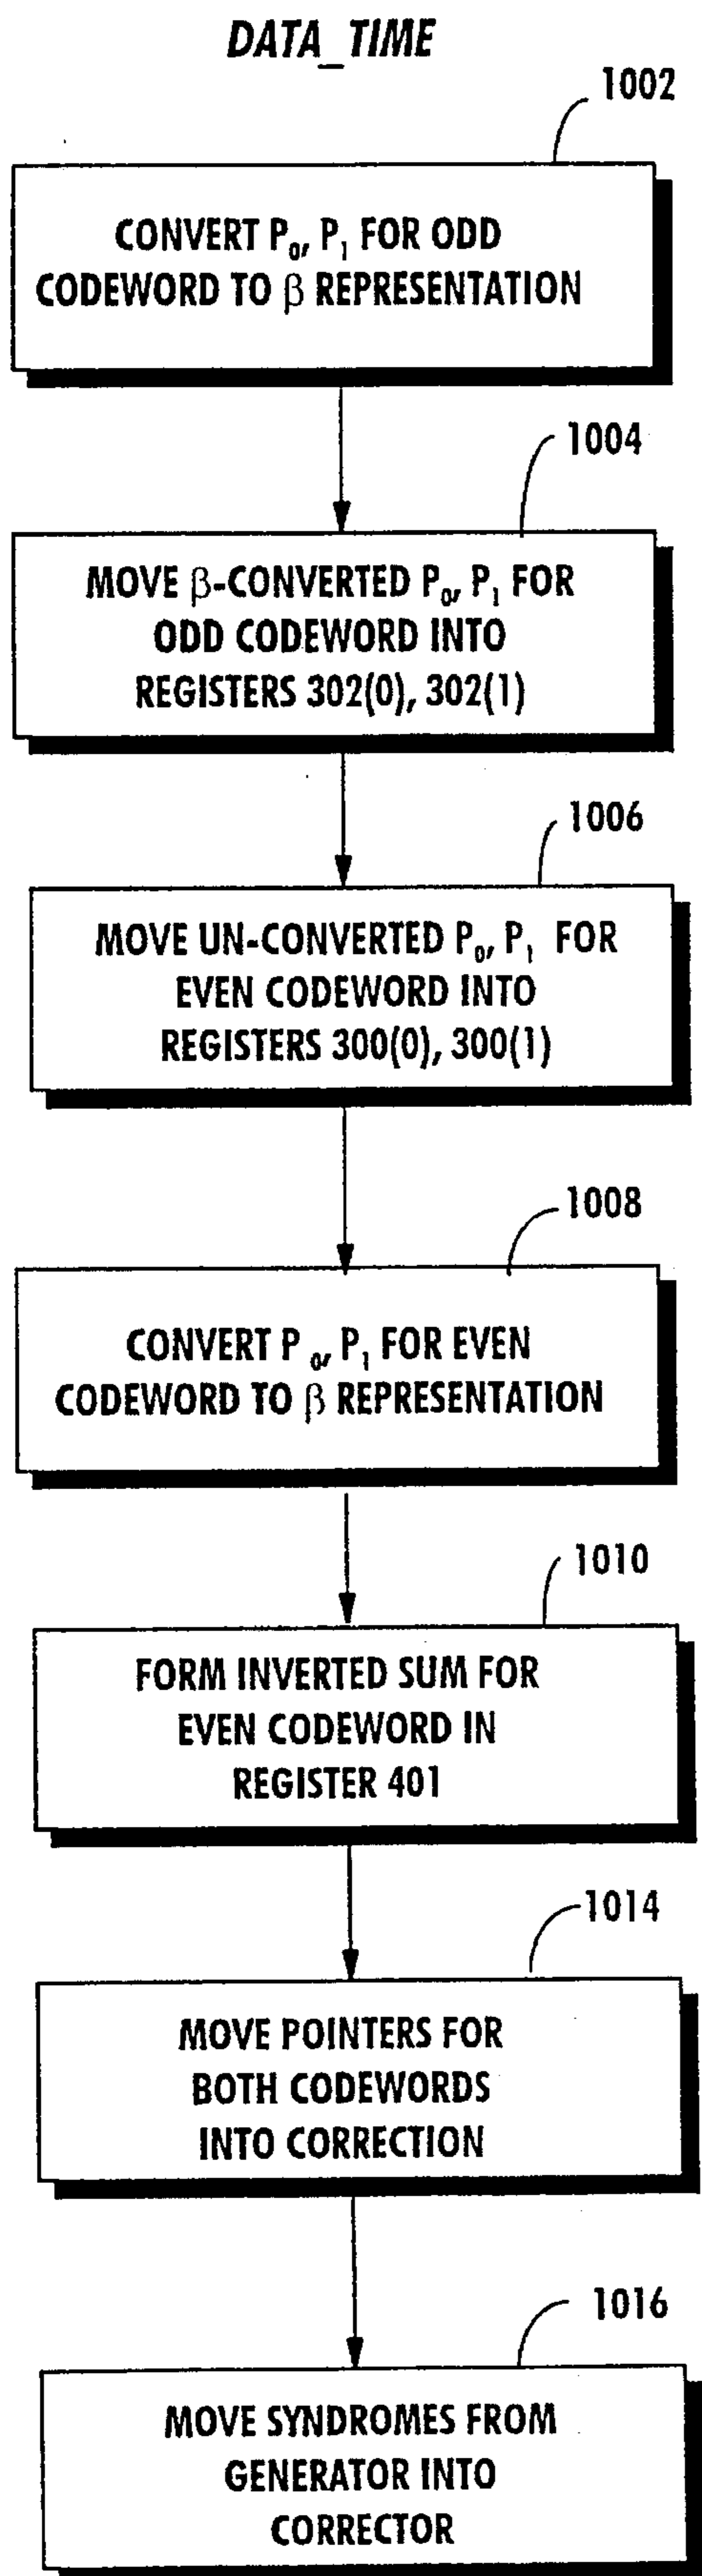 DATA_TIME
1002
CONVERT P₀, P₁ FOR ODD
CODEWORD TO β REPRESENTATION
1004
MOVE β-CONVERTED P₀, P₁ FOR
ODD CODEWORD INTO
REGISTERS 302(0), 302(1)
1006
MOVE UN-CONVERTED P₀, P₁ FOR
EVEN CODEWORD INTO
REGISTERS 300(0), 300(1)
1008
CONVERT P₀, P₁ FOR EVEN
CODEWORD TO β REPRESENTATION
1010
FORM INVERTED SUM FOR
EVEN CODEWORD IN
REGISTER 401
1014
MOVE POINTERS FOR
BOTH CODEWORDS
INTO CORRECTION
1016
MOVE SYNDROMES FROM
GENERATOR INTO
CORRECTOR